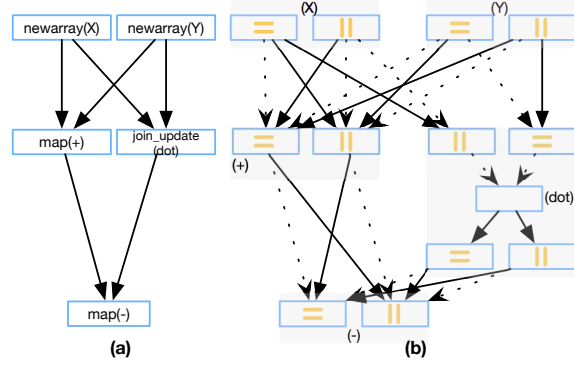 (X)
(Y)
newarray(X)
newarray(Y)
map(+)
join_update
(dot)
(+)
(dot)
map(-)
(-)
(a)
(b)